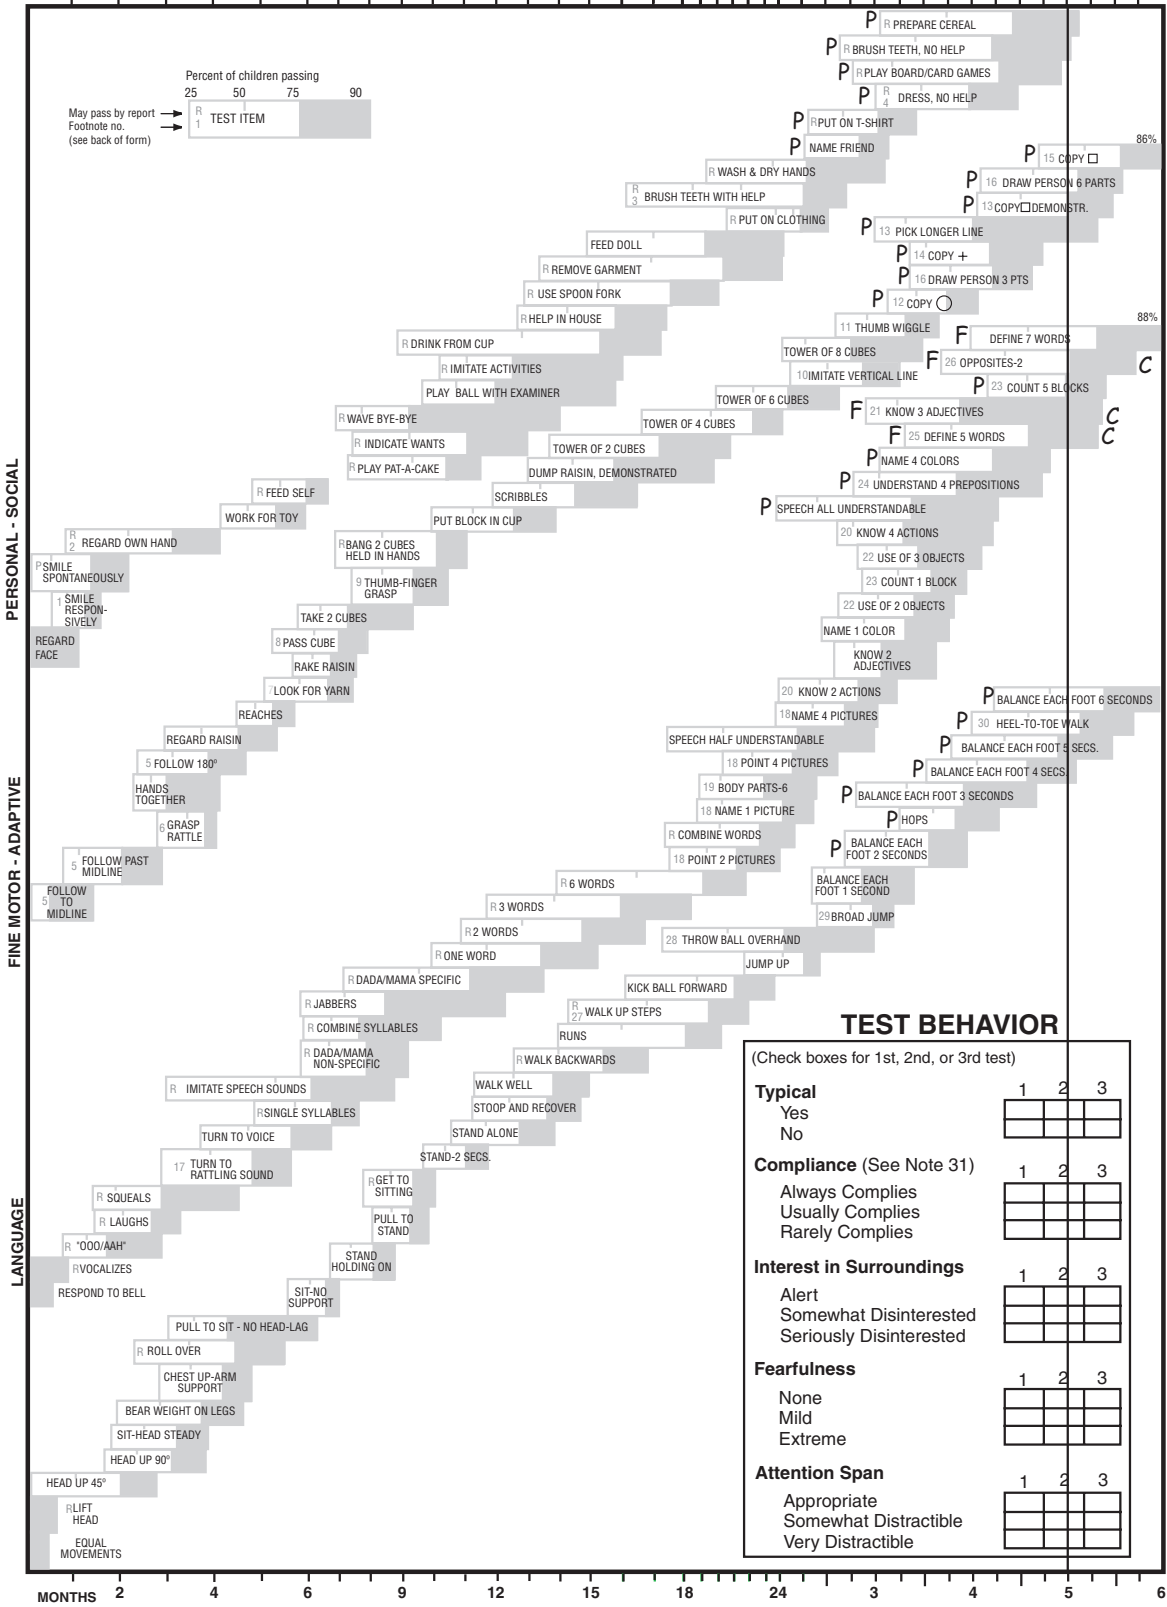 P R PREPARE CEREAL
P R BRUSH TEETH, NO HELP
Percent of children passing
P R PLAY BOARD/CARD GAMES
25 50 75 90
P R 4 DRESS, NO HELP
May pass by report
R TEST ITEM
Footnote no.
1
(see back of form)
P R PUT ON T-SHIRT
P NAME FRIEND
86%
P 15 COPY □
R WASH & DRY HANDS
P 16 DRAW PERSON 6 PARTS
R 3 BRUSH TEETH WITH HELP
P 13 COPY □ DEMONSTR.
R PUT ON CLOTHING
P 13 PICK LONGER LINE
FEED DOLL
P 14 COPY +
R REMOVE GARMENT
P 16 DRAW PERSON 3 PTS
R USE SPOON FORK
P 12 COPY ○
R HELP IN HOUSE
11 THUMB WIGGLE
88%
F DEFINE 7 WORDS
R DRINK FROM CUP
TOWER OF 8 CUBES
F 26 OPPOSITES-2 C
R IMITATE ACTIVITIES
10 IMITATE VERTICAL LINE
P 23 COUNT 5 BLOCKS
PLAY BALL WITH EXAMINER
TOWER OF 6 CUBES
F 21 KNOW 3 ADJECTIVES C
R WAVE BYE-BYE
TOWER OF 4 CUBES
F 25 DEFINE 5 WORDS C
R INDICATE WANTS
TOWER OF 2 CUBES
P NAME 4 COLORS
R PLAY PAT-A-CAKE
DUMP RAISIN, DEMONSTRATED
P 24 UNDERSTAND 4 PREPOSITIONS
R FEED SELF
SCRIBBLES
P SPEECH ALL UNDERSTANDABLE
WORK FOR TOY
PUT BLOCK IN CUP
20 KNOW 4 ACTIONS
R 2 REGARD OWN HAND
R BANG 2 CUBES
HELD IN HANDS
22 USE OF 3 OBJECTS
P SMILE
SPONTANEOUSLY
9 THUMB-FINGER
GRASP
23 COUNT 1 BLOCK
1 SMILE
RESPON-
SIVELY
TAKE 2 CUBES
22 USE OF 2 OBJECTS
REGARD
FACE
8 PASS CUBE
NAME 1 COLOR
RAKE RAISIN
KNOW 2
ADJECTIVES
7 LOOK FOR YARN
20 KNOW 2 ACTIONS
P BALANCE EACH FOOT 6 SECONDS
REACHES
18 NAME 4 PICTURES
P 30 HEEL-TO-TOE WALK
REGARD RAISIN
SPEECH HALF UNDERSTANDABLE
P BALANCE EACH FOOT 5 SECS.
5 FOLLOW 180º
18 POINT 4 PICTURES
P BALANCE EACH FOOT 4 SECS.
HANDS
TOGETHER
19 BODY PARTS-6
P BALANCE EACH FOOT 3 SECONDS
6 GRASP
RATTLE
18 NAME 1 PICTURE
P HOPS
R COMBINE WORDS
P BALANCE EACH
FOOT 2 SECONDS
5 FOLLOW PAST
MIDLINE
18 POINT 2 PICTURES
5 FOLLOW
TO
MIDLINE
R 6 WORDS
BALANCE EACH
FOOT 1 SECOND
R 3 WORDS
29 BROAD JUMP
R 2 WORDS
28 THROW BALL OVERHAND
R ONE WORD
JUMP UP
R DADA/MAMA SPECIFIC
KICK BALL FORWARD
R JABBERS
R 27 WALK UP STEPS
R COMBINE SYLLABLES
RUNS
R DADA/MAMA
NON-SPECIFIC
R WALK BACKWARDS
R IMITATE SPEECH SOUNDS
WALK WELL
R SINGLE SYLLABLES
STOOP AND RECOVER
TURN TO VOICE
STAND ALONE
17 TURN TO
RATTLING SOUND
STAND-2 SECS.
R SQUEALS
R GET TO
SITTING
R LAUGHS
PULL TO
STAND
R "OOO/AAH"
STAND
HOLDING ON
R VOCALIZES
RESPOND TO BELL
SIT-NO
SUPPORT
PULL TO SIT - NO HEAD-LAG
R ROLL OVER
CHEST UP-ARM
SUPPORT
BEAR WEIGHT ON LEGS
SIT-HEAD STEADY
HEAD UP 90º
HEAD UP 45º
R LIFT
HEAD
EQUAL
MOVEMENTS
PERSONAL - SOCIAL
FINE MOTOR - ADAPTIVE
LANGUAGE
TEST BEHAVIOR
(Check boxes for 1st, 2nd, or 3rd test)
Typical 1 2 3
Yes
No
Compliance (See Note 31) 1 2 3
Always Complies
Usually Complies
Rarely Complies
Interest in Surroundings 1 2 3
Alert
Somewhat Disinterested
Seriously Disinterested
Fearfulness 1 2 3
None
Mild
Extreme
Attention Span 1 2 3
Appropriate
Somewhat Distractible
Very Distractible
MONTHS 2 4 6 9 12 15 18 24 3 4 5 6